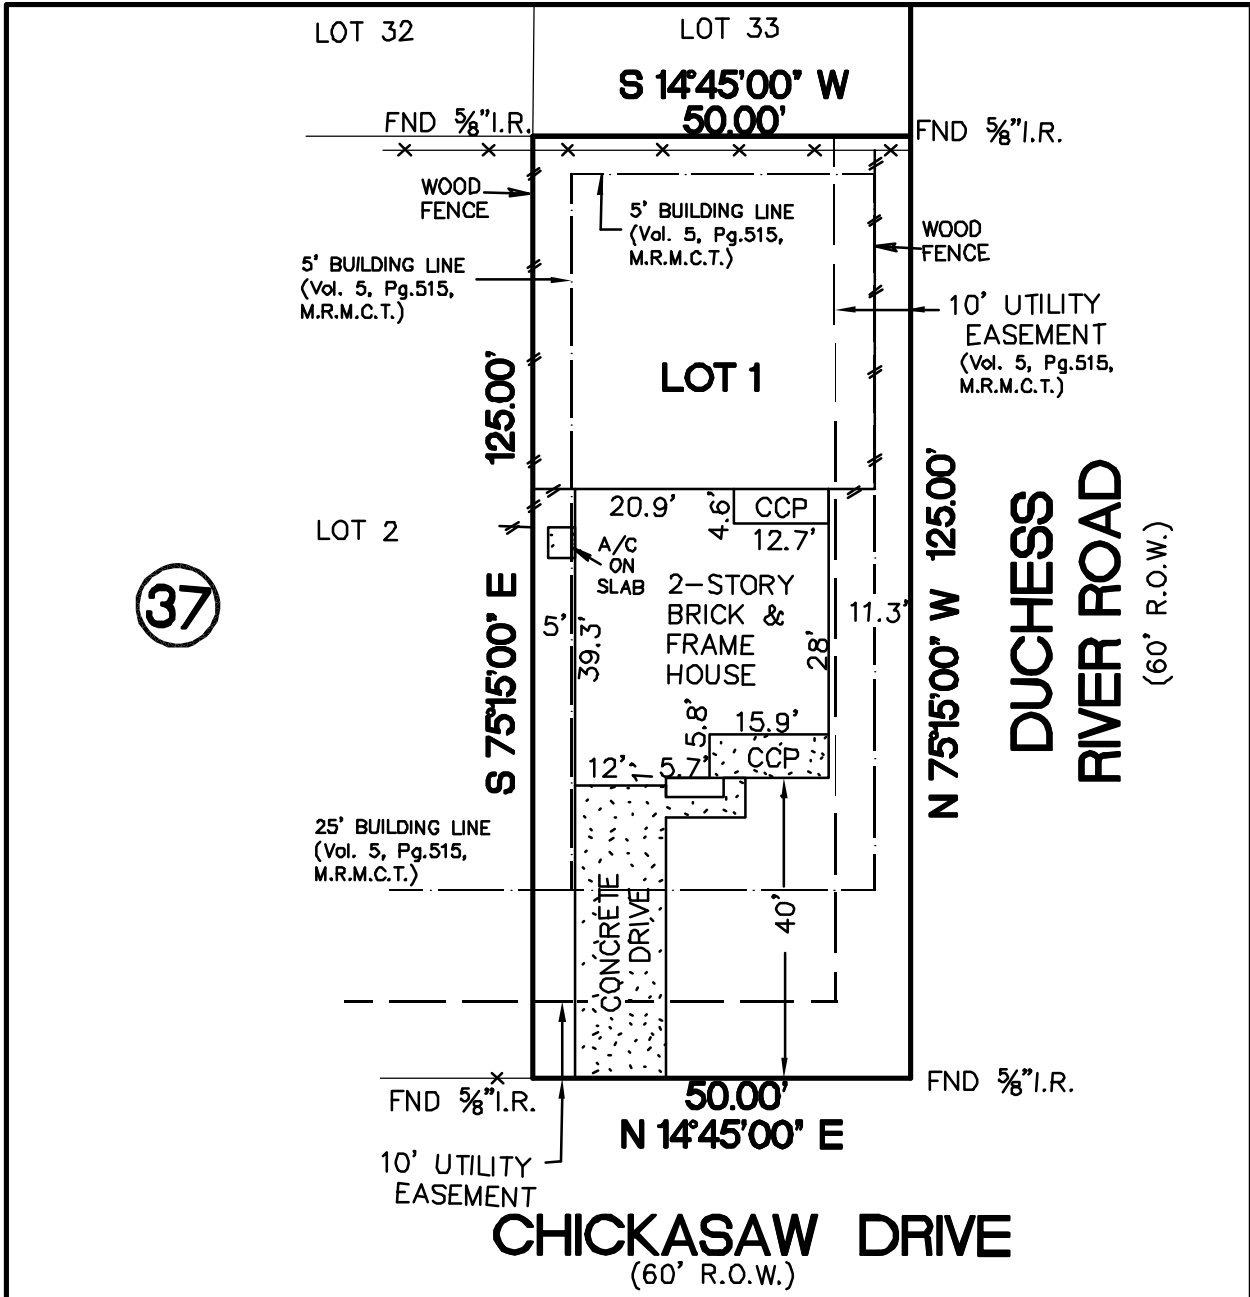 LOT 32
LOT 33
S 14°45'00" W
50.00'
FND 5/8" I.R.
FND 5/8" I.R.
WOOD
FENCE
5' BUILDING LINE
(Vol. 5, Pg.515,
M.R.M.C.T.)
WOOD
FENCE
5' BUILDING LINE
(Vol. 5, Pg.515,
M.R.M.C.T.)
10' UTILITY
EASEMENT
(Vol. 5, Pg.515,
M.R.M.C.T.)
LOT 1
S 75°15'00" E 125.00'
N 75°15'00" W 125.00'
DUCHESS
RIVER ROAD
(60' R.O.W.)
LOT 2
37
20.9'
4.6'
CCP
12.7'
A/C
ON
SLAB
2-STORY
BRICK &
FRAME
HOUSE
5'
39.3'
28'
11.3'
5.8'
15.9'
CCP
12'
1'
5.7'
25' BUILDING LINE
(Vol. 5, Pg.515,
M.R.M.C.T.)
CONCRETE
DRIVE
40'
FND 5/8" I.R.
50.00'
N 14°45'00" E
FND 5/8" I.R.
10' UTILITY
EASEMENT
CHICKASAW DRIVE
(60' R.O.W.)